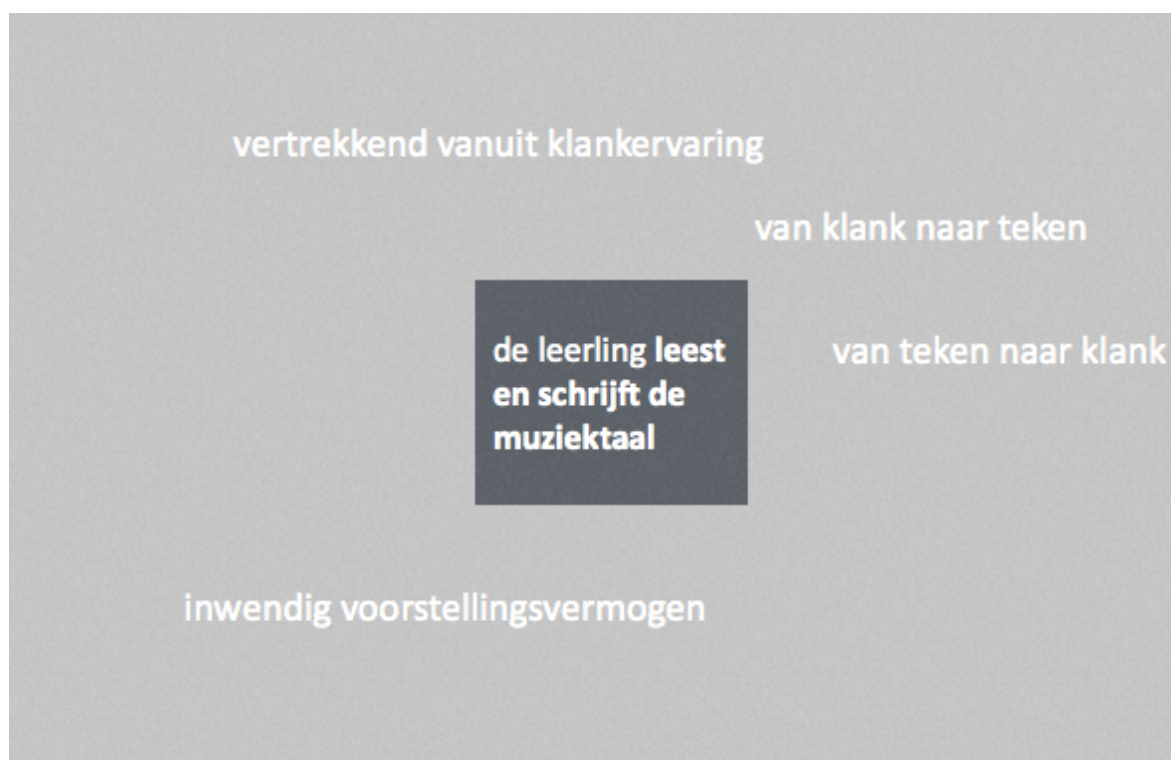 vertrekkend vanuit klankervaring
van klank naar teken
de leerling leest
en schrijft de
muziektaal
van teken naar klank
inwendig voorstellingsvermogen